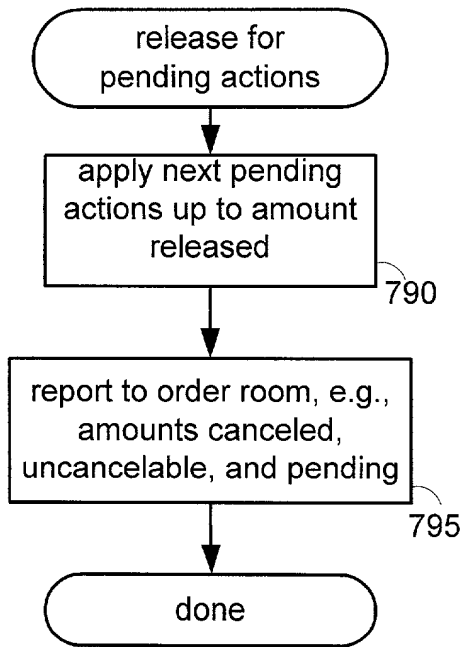 release for
pending actions
apply next pending
actions up to amount
released
790
report to order room, e.g.,
amounts canceled,
uncancelable, and pending
795
done